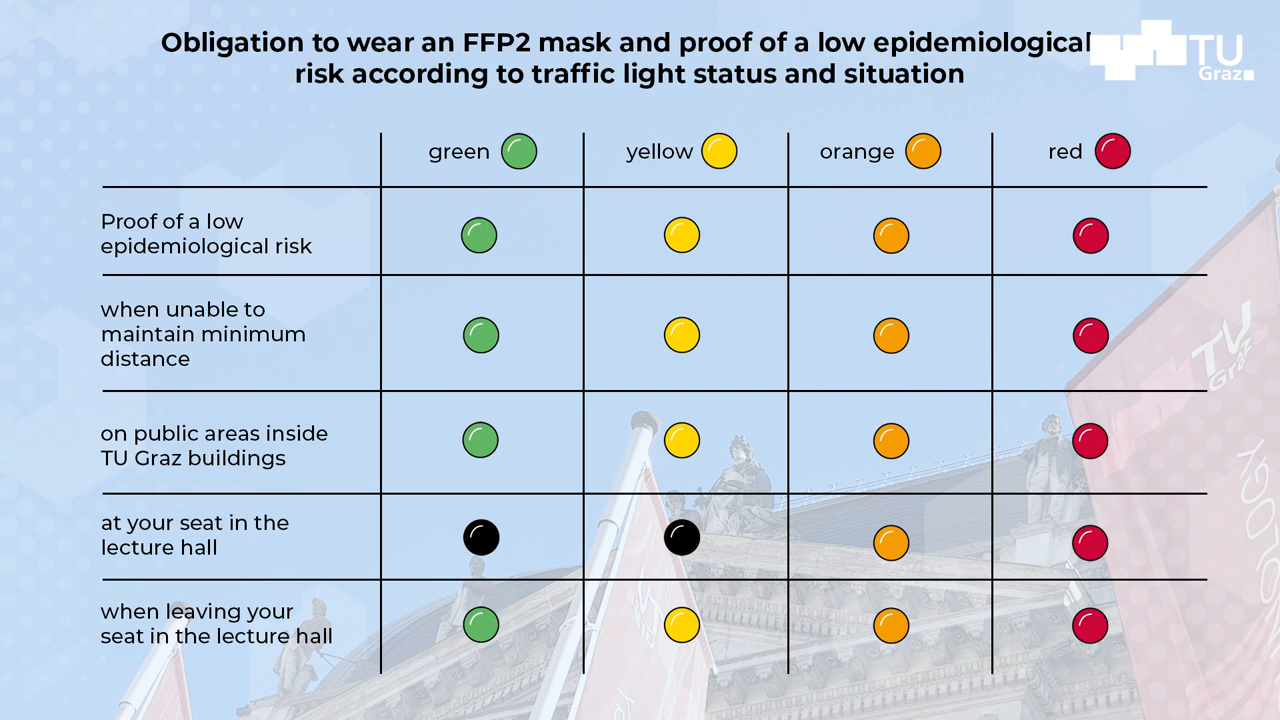 Obligation to wear an FFP2 mask and proof of a low epidemiological
risk according to traffic light status and situation
TU
Graz
green
yellow
orange
red
Proof of a low
epidemiological risk
when unable to
maintain minimum
distance
TU
Graz
on public areas inside
TU Graz buildings
at your seat in the
lecture hall
when leaving your
seat in the lecture hall